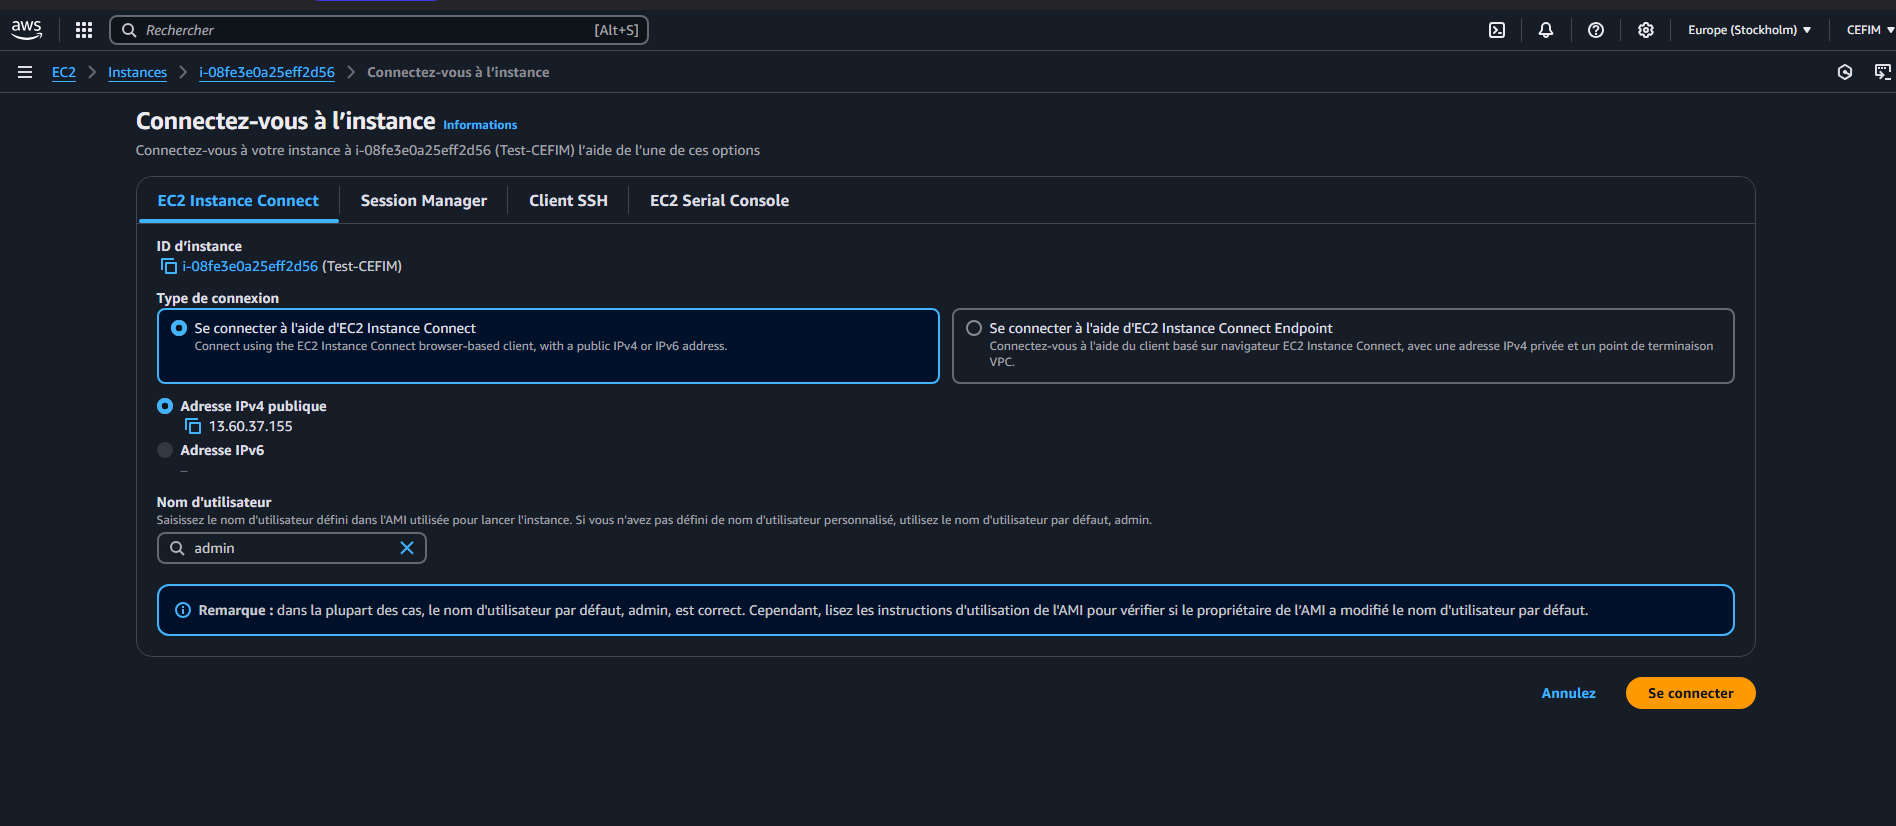 aws
Rechercher [Alt+S]
Europe (Stockholm)
CEFIM
EC2 Instances i-08fe3e0a25eff2d56 Connectez-vous à l’instance
Connectez-vous à l’instance Informations
Connectez-vous à votre instance à i-08fe3e0a25eff2d56 (Test-CEFIM) l’aide de l’une de ces options
EC2 Instance Connect Session Manager Client SSH EC2 Serial Console
ID d’instance
i-08fe3e0a25eff2d56 (Test-CEFIM)
Type de connexion
Se connecter à l'aide d'EC2 Instance Connect
Connect using the EC2 Instance Connect browser-based client, with a public IPv4 or IPv6 address.
Se connecter à l'aide d'EC2 Instance Connect Endpoint
Connectez-vous à l'aide du client basé sur navigateur EC2 Instance Connect, avec une adresse IPv4 privée et un point de terminaison
VPC.
Adresse IPv4 publique
13.60.37.155
Adresse IPv6
–
Nom d'utilisateur
Saisissez le nom d'utilisateur défini dans l'AMI utilisée pour lancer l'instance. Si vous n'avez pas défini de nom d'utilisateur personnalisé, utilisez le nom d'utilisateur par défaut, admin.
admin
Remarque : dans la plupart des cas, le nom d'utilisateur par défaut, admin, est correct. Cependant, lisez les instructions d'utilisation de l'AMI pour vérifier si le propriétaire de l’AMI a modifié le nom d'utilisateur par défaut.
Annulez Se connecter